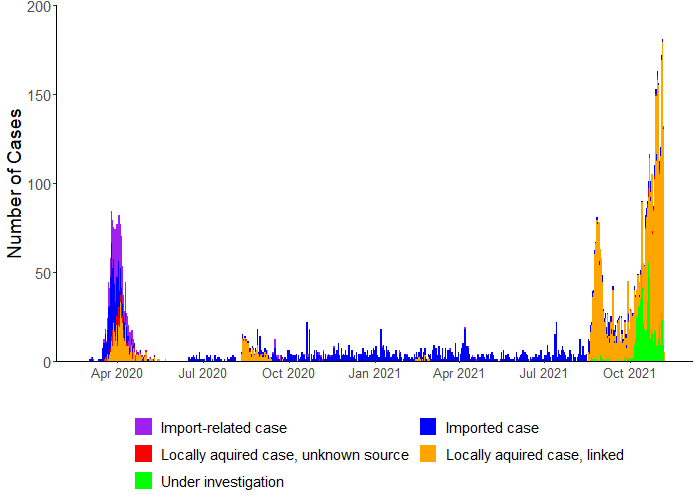 200
150
100
50
0
Number of Cases
Apr 2020 Jul 2020 Oct 2020 Jan 2021 Apr 2021 Jul 2021 Oct 2021
Import-related case Imported case
Locally aquired case, unknown source Locally aquired case, linked
Under investigation